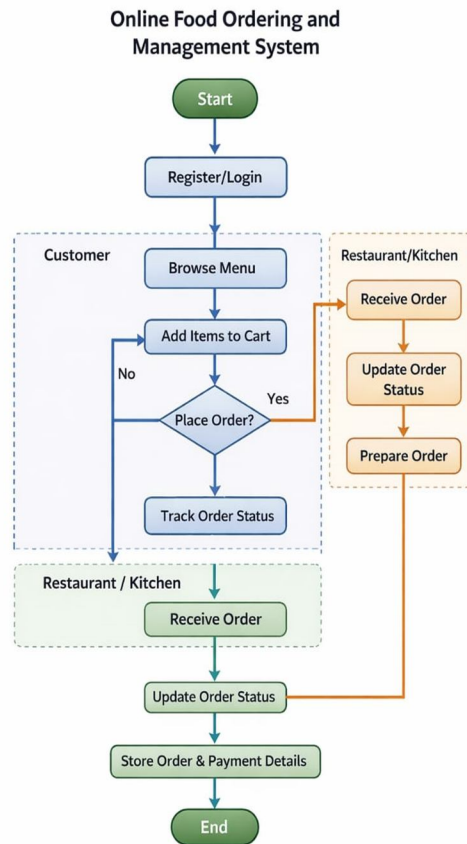 Online Food Ordering and
Management System
Start
Register/Login
Customer
Browse Menu
Add Items to Cart
No
Place Order?
Yes
Track Order Status
Restaurant/Kitchen
Receive Order
Update Order
Status
Prepare Order
Restaurant / Kitchen
Receive Order
Update Order Status
Store Order & Payment Details
End